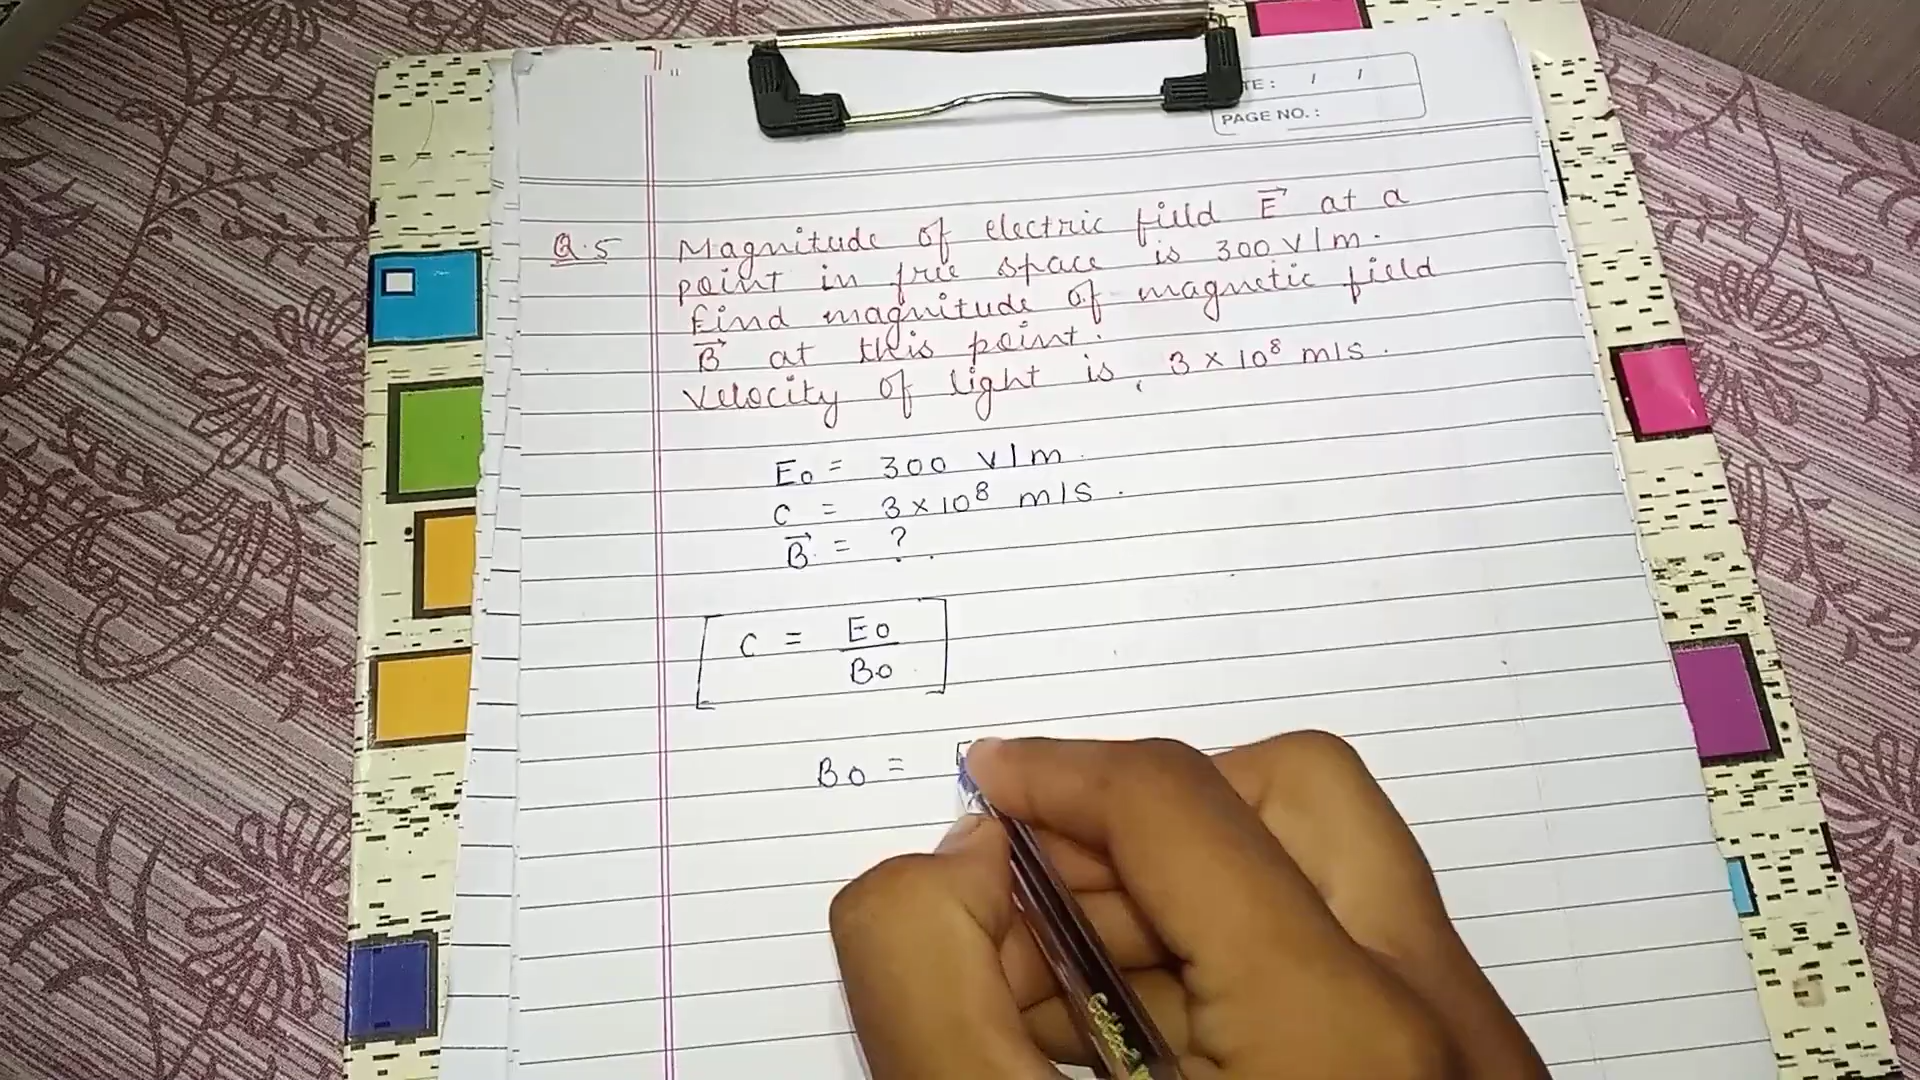 TE : / /
PAGE NO. :
Q.5 Magnitude of electric field E⃗ at a
point in free space is 300 V/m.
Find magnitude of magnetic field
B⃗ at this point.
Velocity of light is, 3 × 10⁸ m/s.
E₀ = 300 V/m
C = 3 × 10⁸ m/s.
B⃗ = ?
C = E₀/B₀
B₀ =